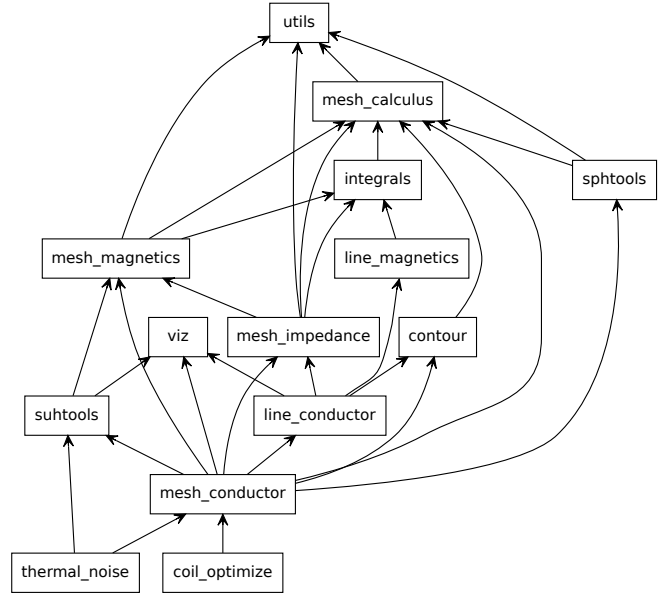 utils
mesh_calculus
integrals
sphtools
mesh_magnetics
line_magnetics
viz
mesh_impedance
contour
suhtools
line_conductor
mesh_conductor
thermal_noise
coil_optimize